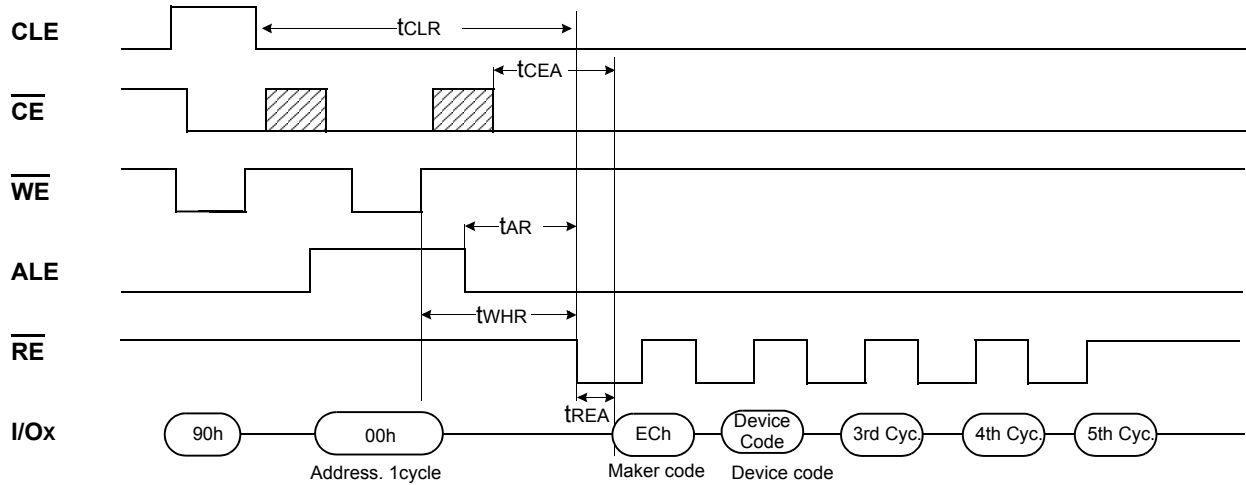 CLE
tCLR
tCEA
CE
WE
tAR
ALE
tWHR
RE
tREA
I/Ox
90h
00h
ECh
Device
Code
3rd Cyc.
4th Cyc.
5th Cyc.
Address. 1cycle
Maker code
Device code